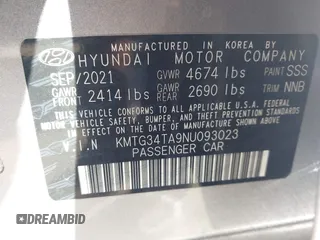 MANUFACTURED IN KOREA BY
HYUNDAI MOTOR COMPANY
SEP/2021 GVWR 4674 lbs PAINT SSS
GAWR FRONT 2414 lbs GAWR REAR 2690 lbs TRIM NNB
THIS VEHICLE CONFORMS TO ALL APPLICABLE
FEDERAL MOTOR VEHICLE SAFETY, BUMPER, AND
THEFT PREVENTION STANDARDS IN EFFECT ON THE
DATE OF MANUFACTURE SHOWN ABOVE.
V.I.N KMTG34TA9NU093023
PASSENGER CAR